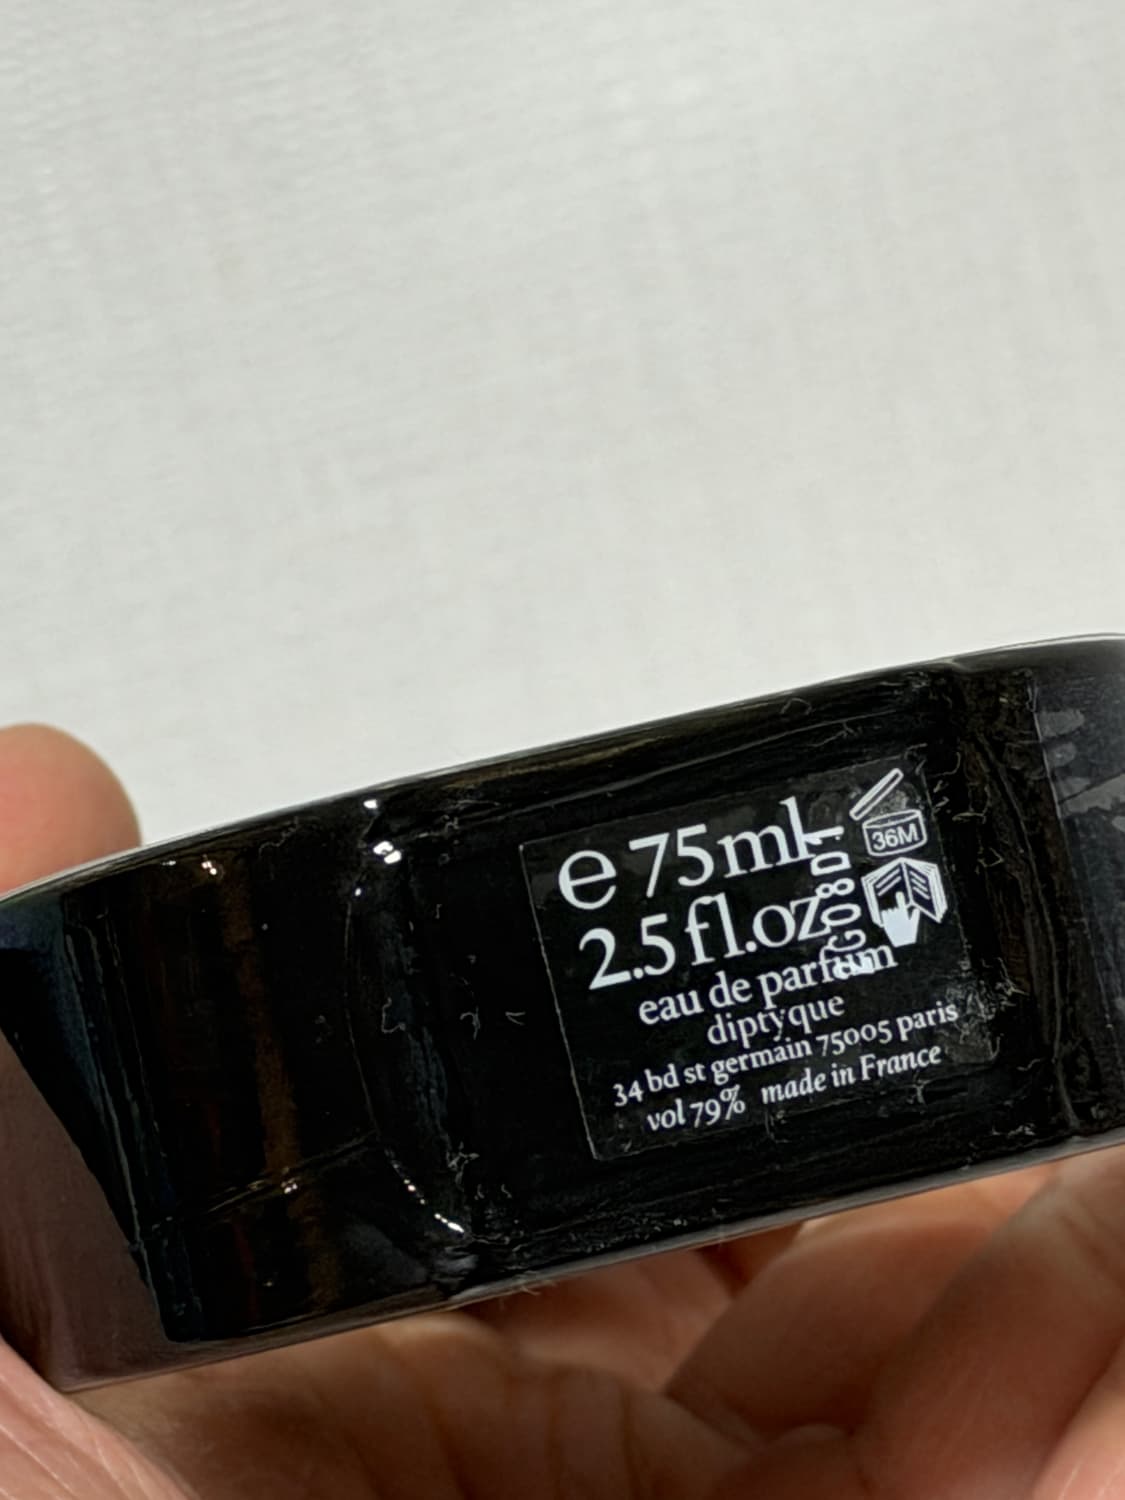 e 75ml
2.5 fl.oz
eau de parfum
diptyque
34 bd st germain 75005 paris
vol 79% made in France
36M